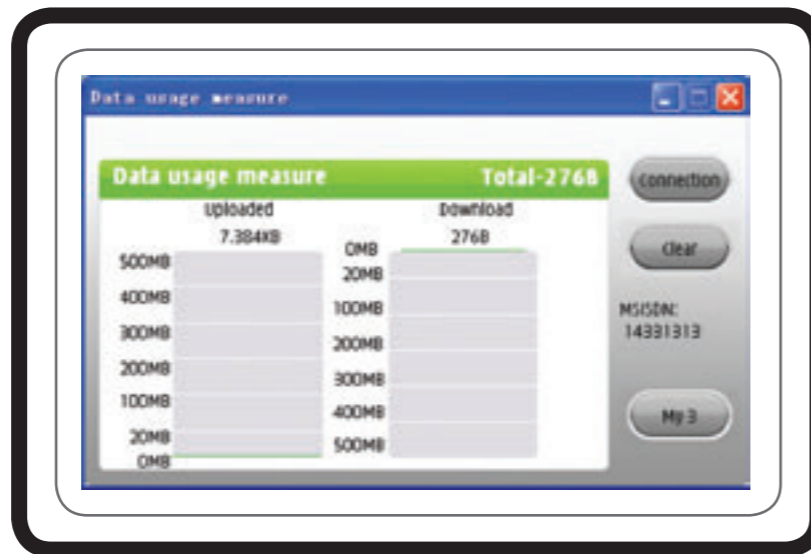 Data usage measure
Data usage measure Total-276B
Uploaded Download
7.384KB 276B
500MB
400MB
300MB
200MB
100MB
20MB
0MB
0MB
20MB
100MB
200MB
300MB
400MB
500MB
Connection
Clear
MSISDN:
14331313
My 3